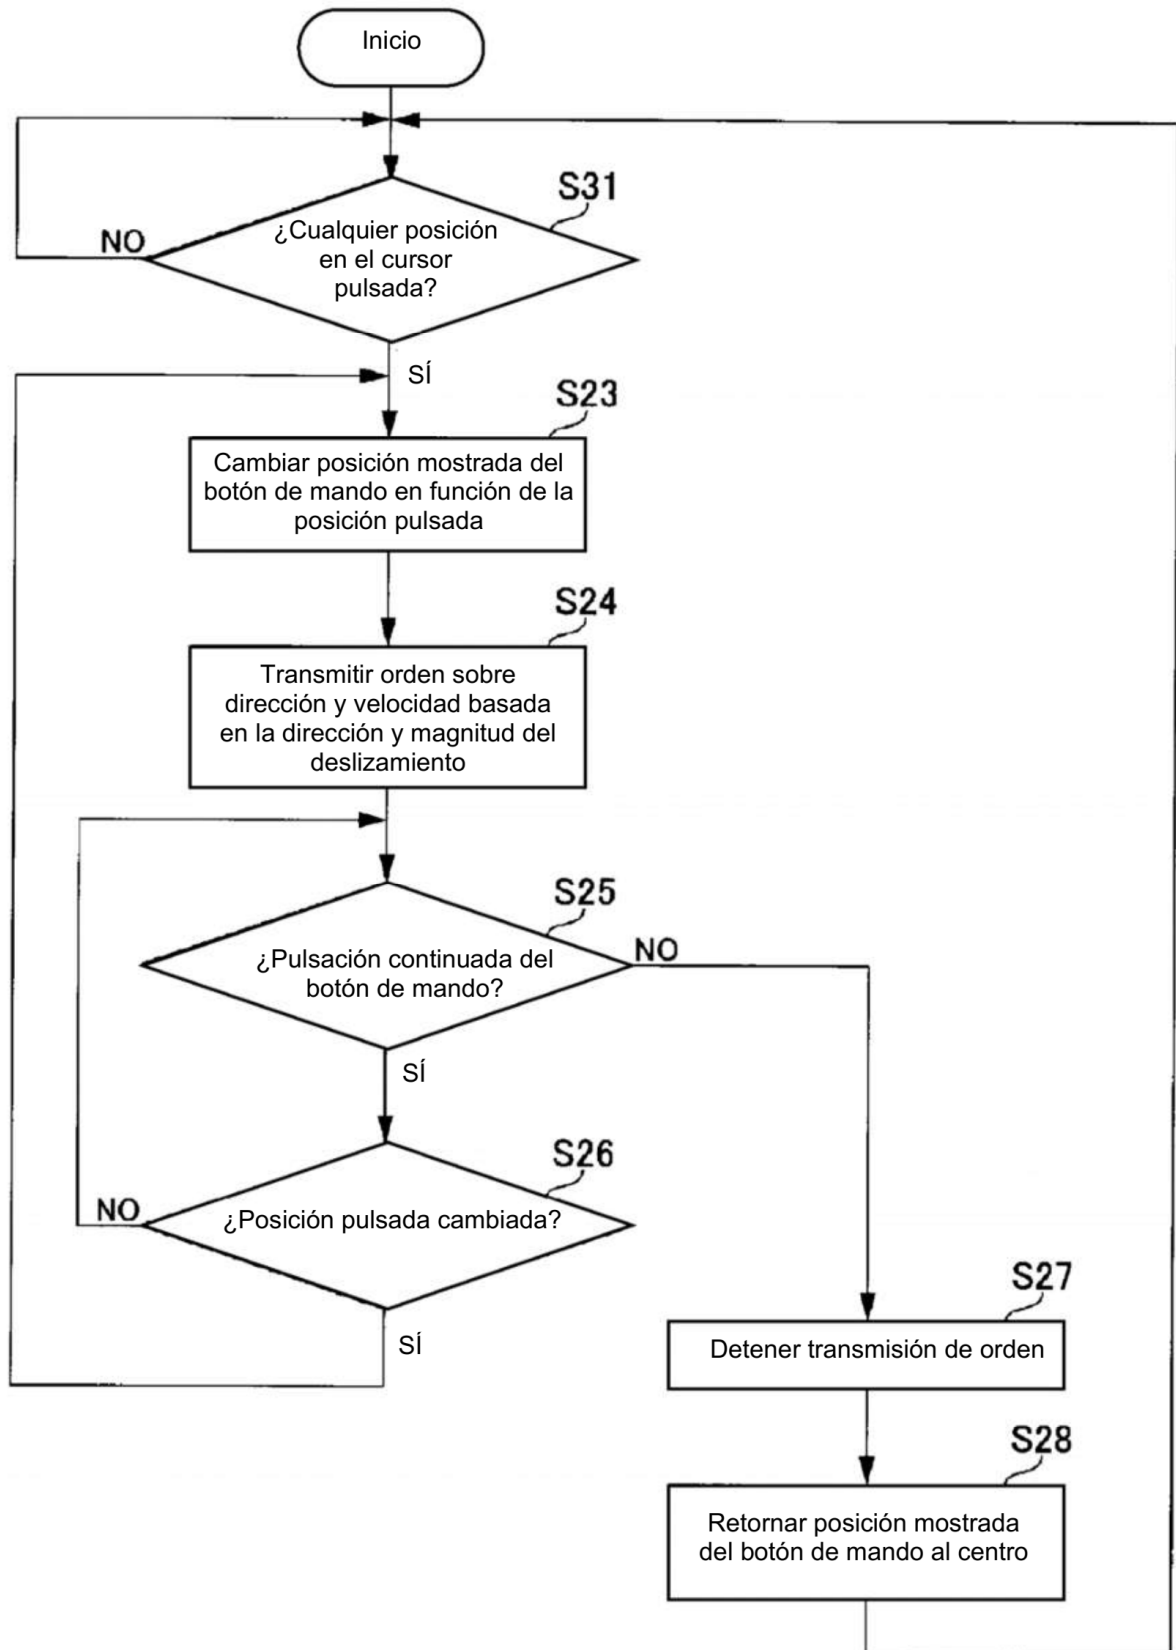 Inicio
S31
¿Cualquier posición
en el cursor
pulsada?
NO
SÍ
S23
Cambiar posición mostrada del
botón de mando en función de la
posición pulsada
S24
Transmitir orden sobre
dirección y velocidad basada
en la dirección y magnitud del
deslizamiento
S25
¿Pulsación continuada del
botón de mando?
NO
SÍ
S26
¿Posición pulsada cambiada?
NO
SÍ
S27
Detener transmisión de orden
S28
Retornar posición mostrada
del botón de mando al centro